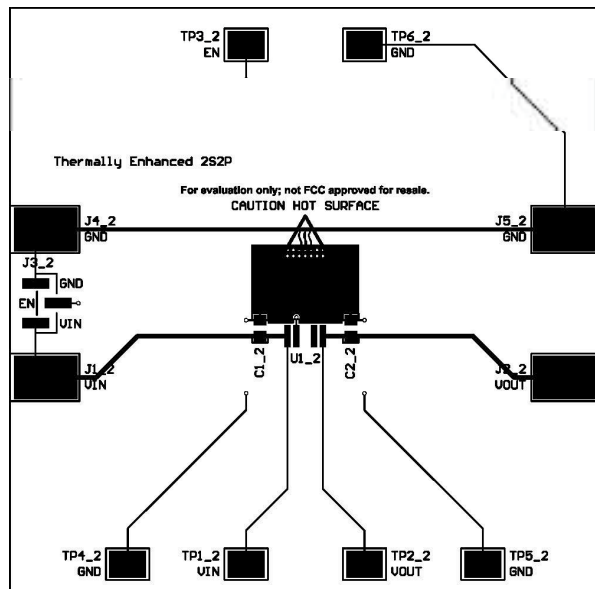 TP3_2
EN
TP6_2
GND
Thermally Enhanced 2S2P
For evaluation only; not FCC approved for resale.
CAUTION HOT SURFACE
J4_2
GND
J5_2
GND
J3_2
GND
EN
VIN
C1_2
U1_2
C2_2
J1_2
VIN
J2_2
VOUT
TP4_2
GND
TP1_2
VIN
TP2_2
VOUT
TP5_2
GND